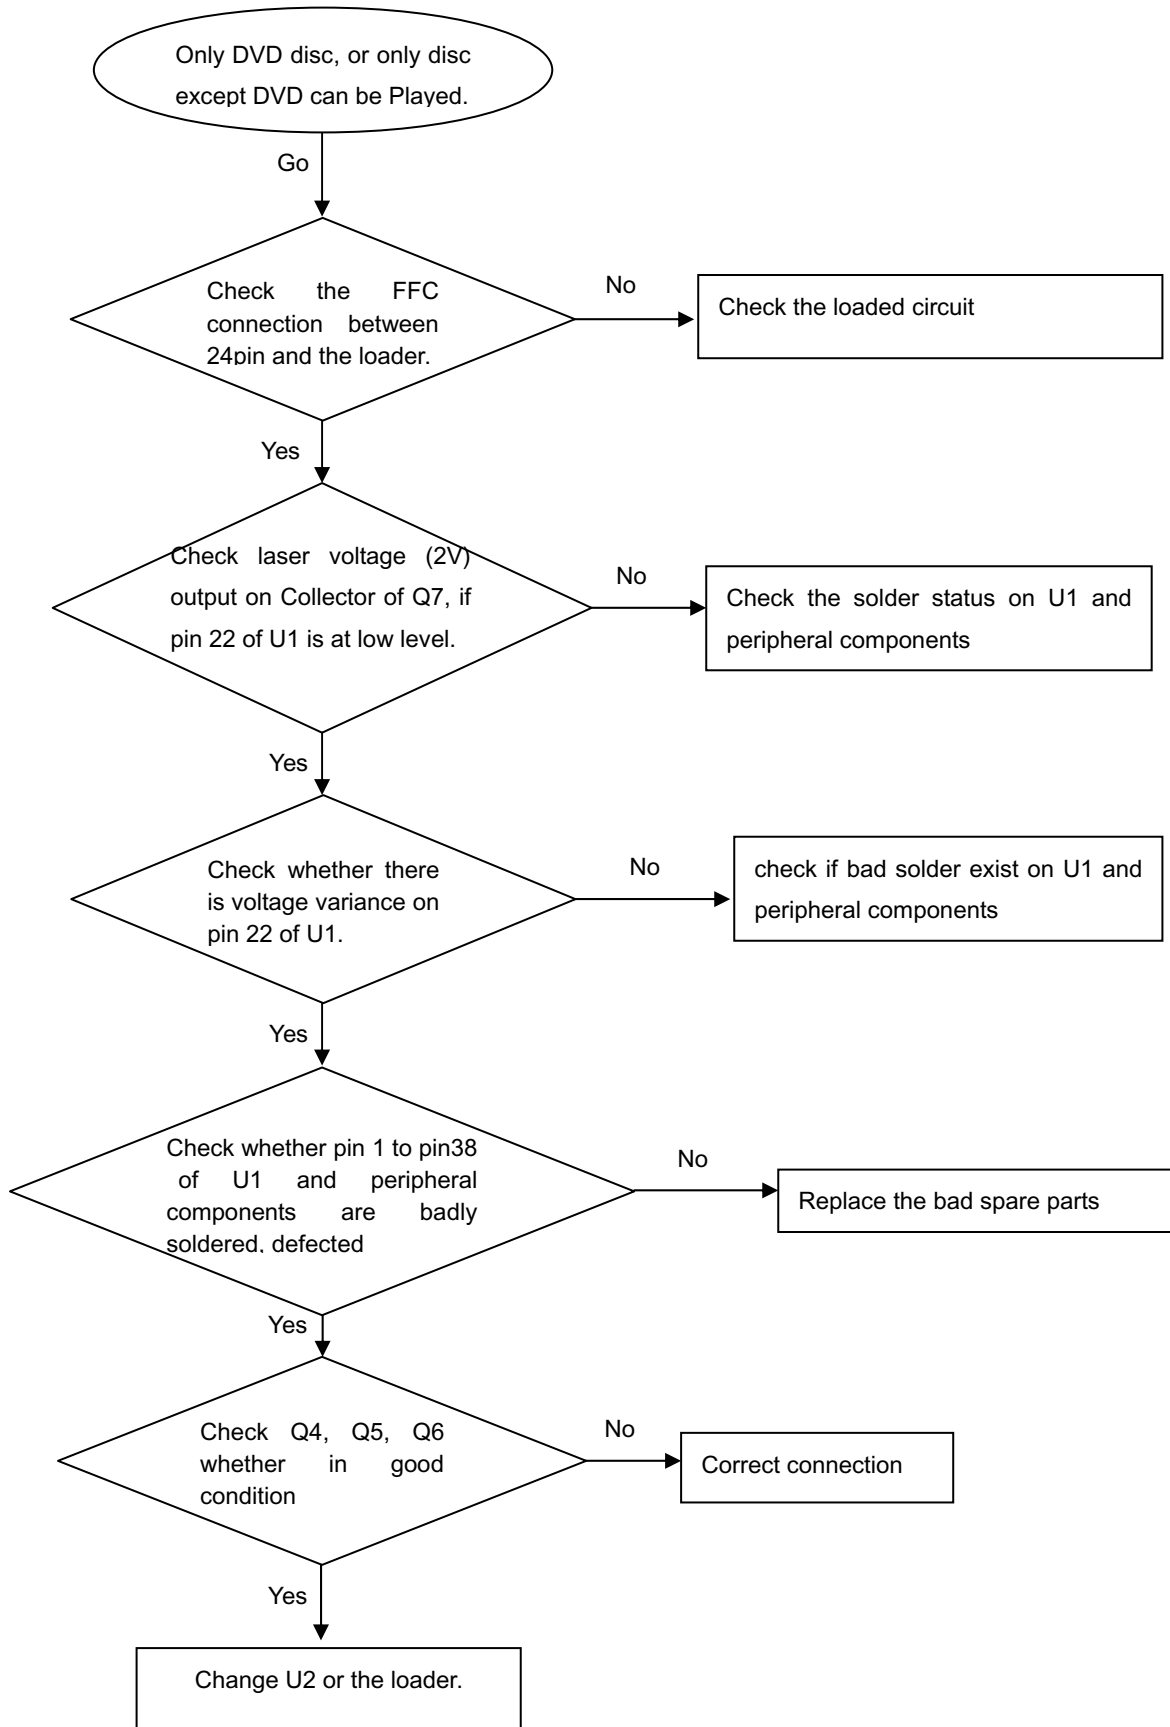 Only DVD disc, or only disc
except DVD can be Played.
Go
Check the FFC
connection between
24pin and the loader.
No
Check the loaded circuit
Yes
Check laser voltage (2V)
output on Collector of Q7, if
pin 22 of U1 is at low level.
No
Check the solder status on U1 and
peripheral components
Yes
Check whether there
is voltage variance on
pin 22 of U1.
No
check if bad solder exist on U1 and
peripheral components
Yes
Check whether pin 1 to pin38
of U1 and peripheral
components are badly
soldered, defected
No
Replace the bad spare parts
Yes
Check Q4, Q5, Q6
whether in good
condition
No
Correct connection
Yes
Change U2 or the loader.